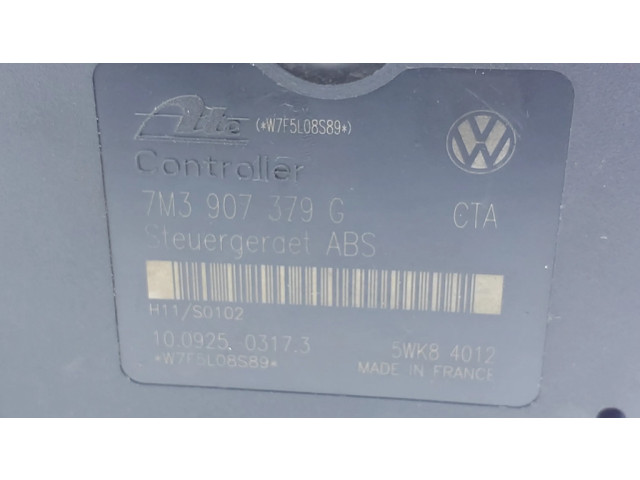 Ate (*W7F5L08S89*)
Controller
7M3 907 379 G CTA
Steuergeraet ABS
H11/S0102
10.0925 0317.3 5WK8 4012
*W7F5L08S89* MADE IN FRANCE